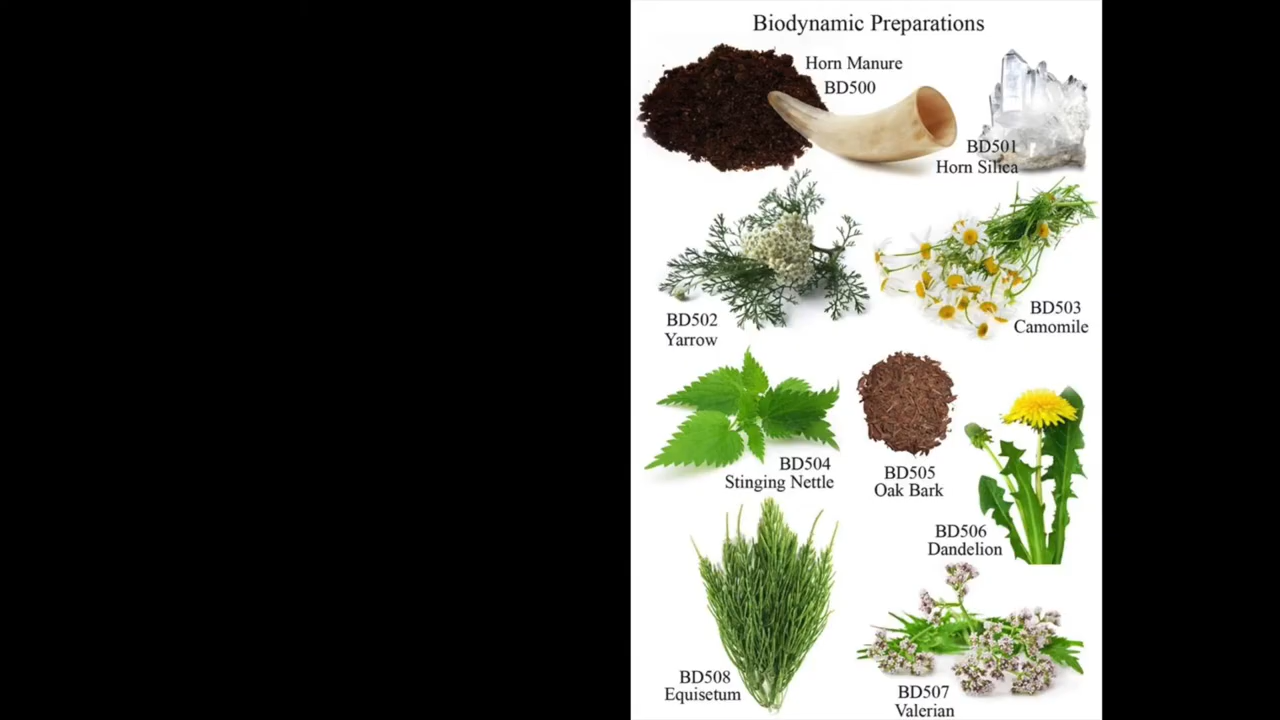 Biodynamic Preparations
Horn Manure
BD500
BD501
Horn Silica
BD502
Yarrow
BD503
Camomile
BD504
Stinging Nettle
BD505
Oak Bark
BD506
Dandelion
BD508
Equisetum
BD507
Valerian